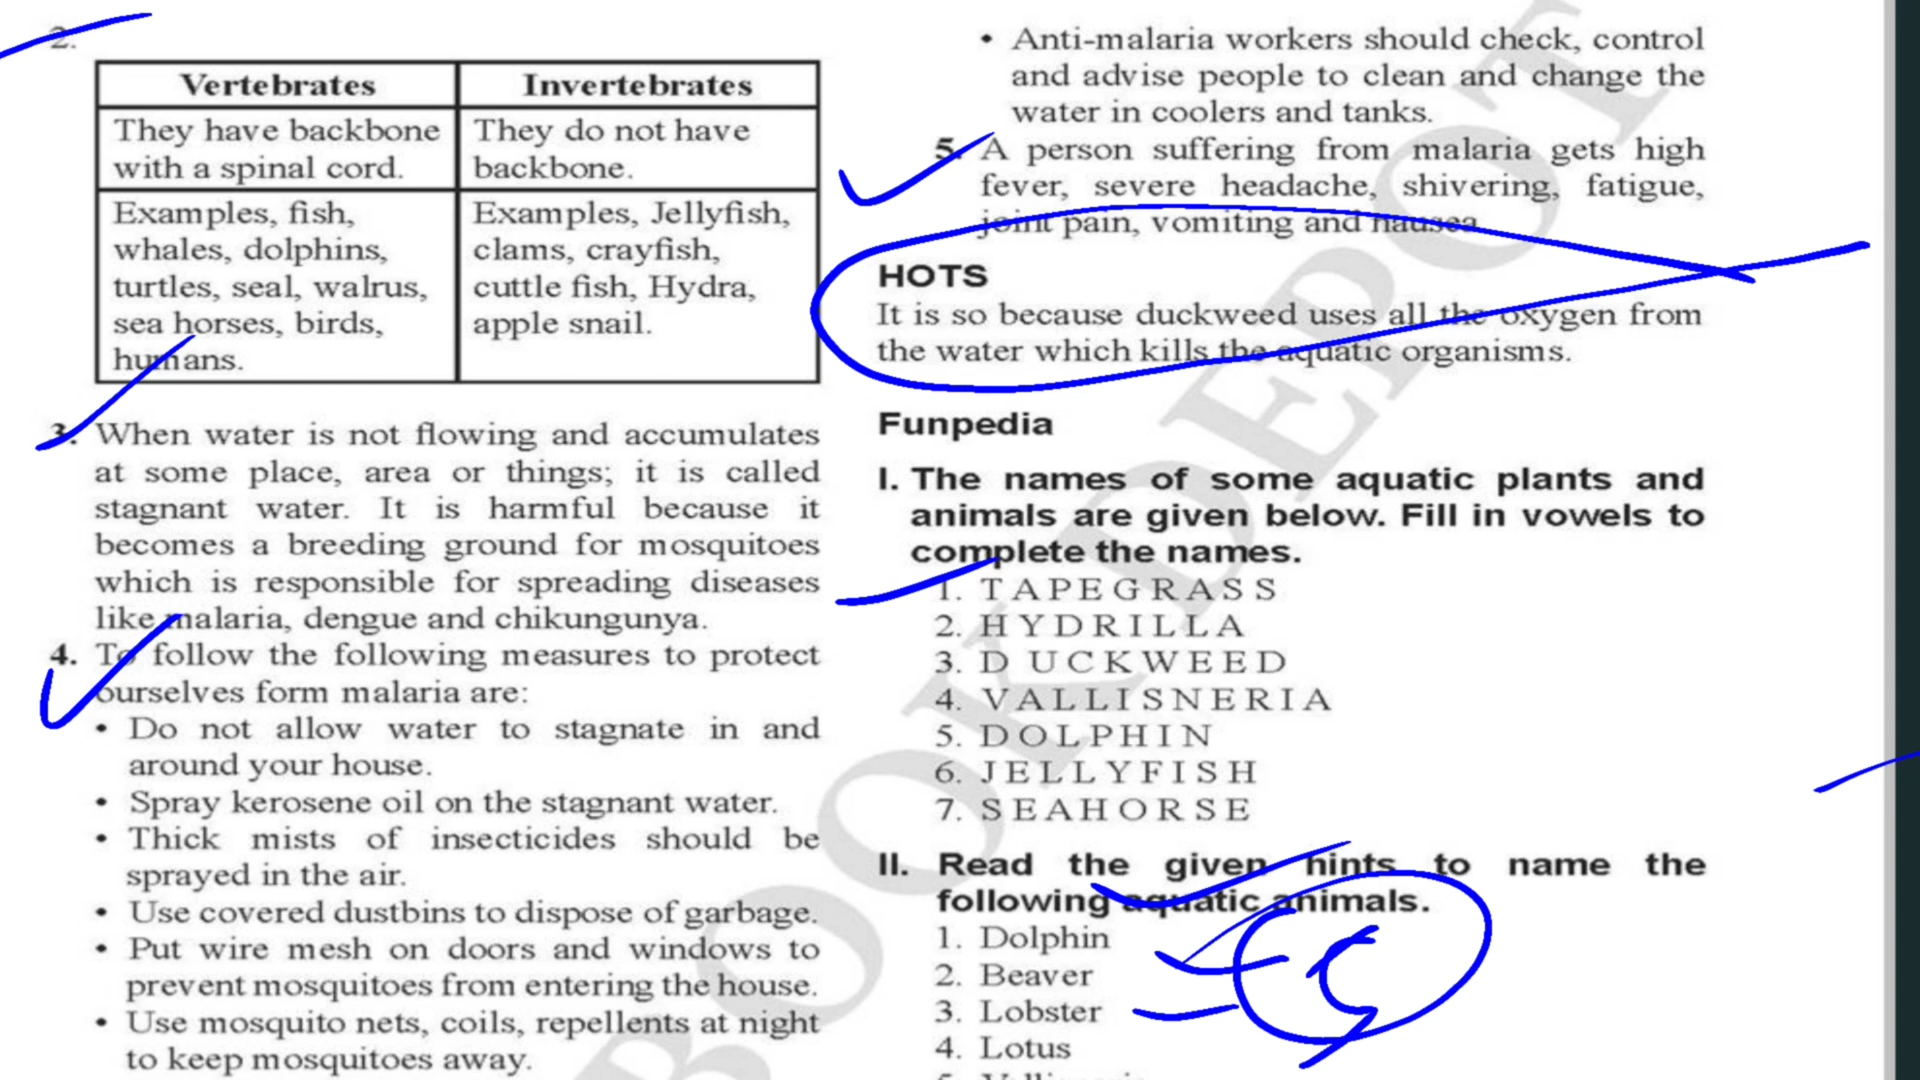 2.
Vertebrates
Invertebrates
They have backbone
with a spinal cord.
They do not have
backbone.
Examples, fish,
whales, dolphins,
turtles, seal, walrus,
sea horses, birds,
humans.
Examples, Jellyfish,
clams, crayfish,
cuttle fish, Hydra,
apple snail.
3. When water is not flowing and accumulates
at some place, area or things; it is called
stagnant water. It is harmful because it
becomes a breeding ground for mosquitoes
which is responsible for spreading diseases
like malaria, dengue and chikungunya.
4. To follow the following measures to protect
ourselves form malaria are:
• Do not allow water to stagnate in and
around your house.
• Spray kerosene oil on the stagnant water.
• Thick mists of insecticides should be
sprayed in the air.
• Use covered dustbins to dispose of garbage.
• Put wire mesh on doors and windows to
prevent mosquitoes from entering the house.
• Use mosquito nets, coils, repellents at night
to keep mosquitoes away.
• Anti-malaria workers should check, control
and advise people to clean and change the
water in coolers and tanks.
5. A person suffering from malaria gets high
fever, severe headache, shivering, fatigue,
joint pain, vomiting and nausea.
HOTS
It is so because duckweed uses all the oxygen from
the water which kills the aquatic organisms.
Funpedia
I. The names of some aquatic plants and
animals are given below. Fill in vowels to
complete the names.
1. T A P E G R A S S
2. H Y D R I L L A
3. D U C K W E E D
4. V A L L I S N E R I A
5. D O L P H I N
6. J E L L Y F I S H
7. S E A H O R S E
II. Read the given hints to name the
following aquatic animals.
1. Dolphin
2. Beaver
3. Lobster
4. Lotus
BOOK DEPOT